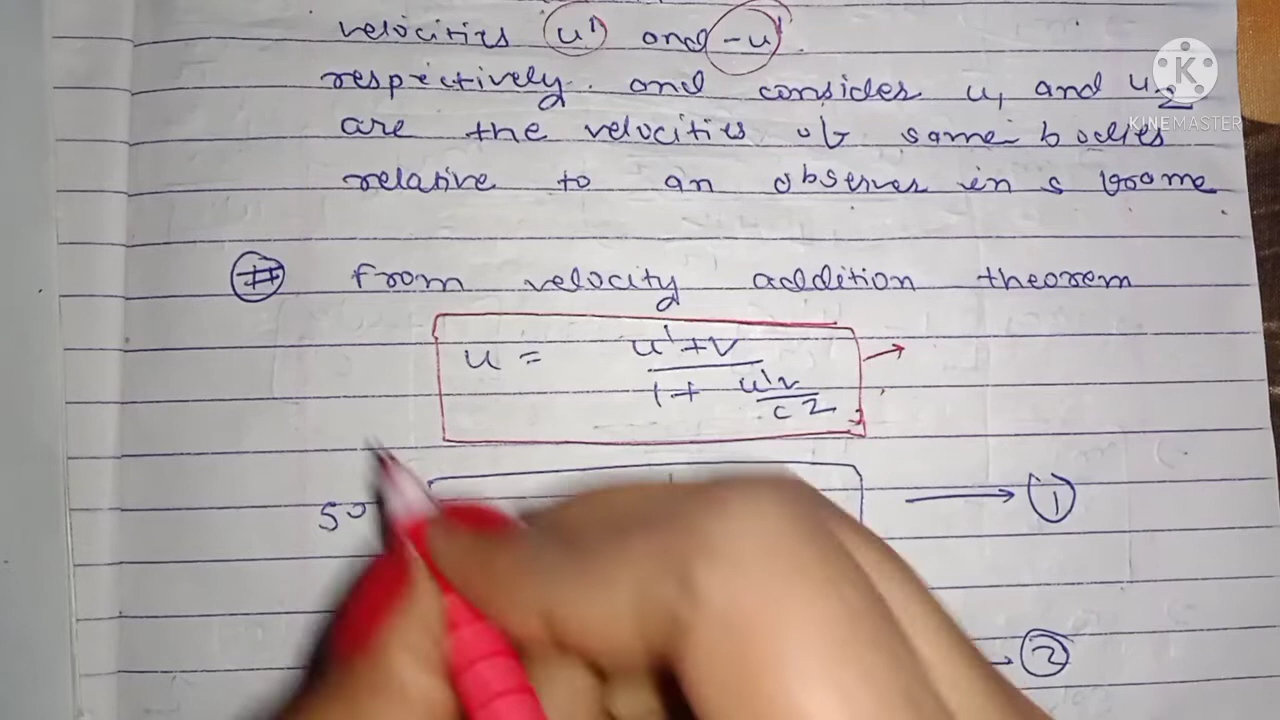 velocities u' and -u'.
respectively. and consider u₁ and u₂
are the velocities of same bodies
relative to an observer in s frame
K
KINEMASTER
# from velocity addition theorem
u = u'+v / 1+ u'v/c2
so
→ ①
→ ②